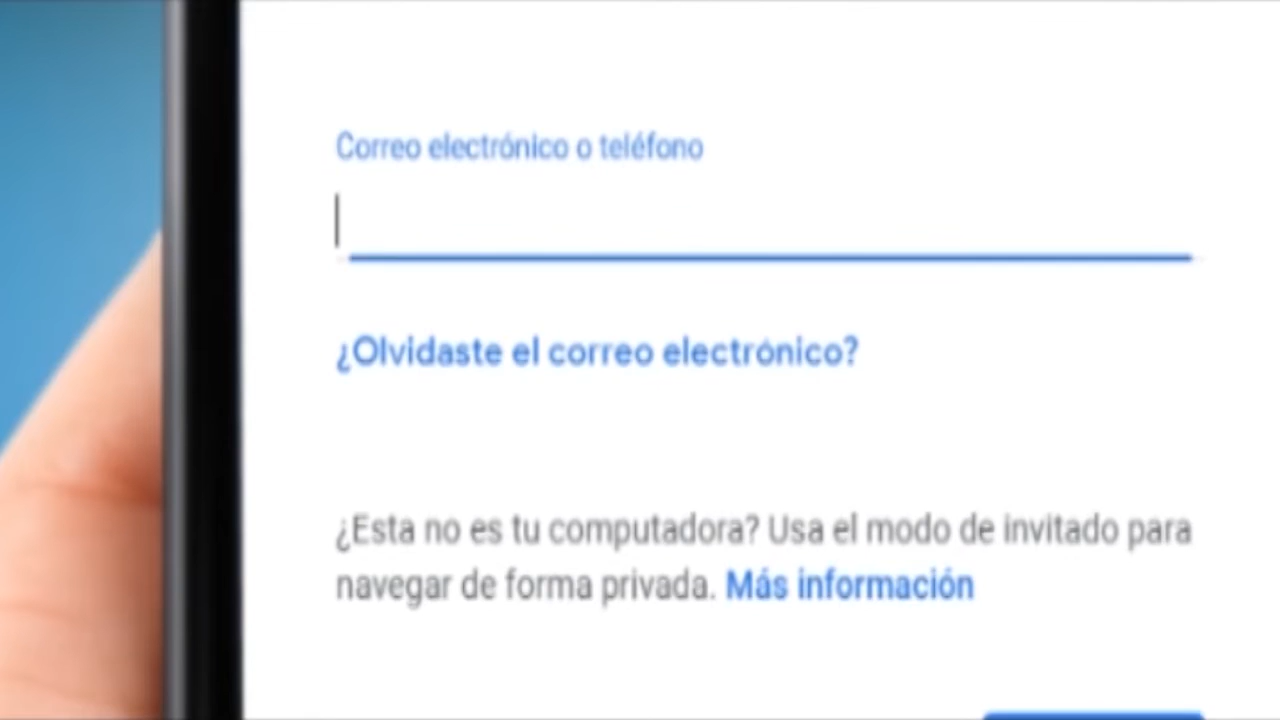 Correo electrónico o teléfono
¿Olvidaste el correo electrónico?
¿Esta no es tu computadora? Usa el modo de invitado para
navegar de forma privada. Más información